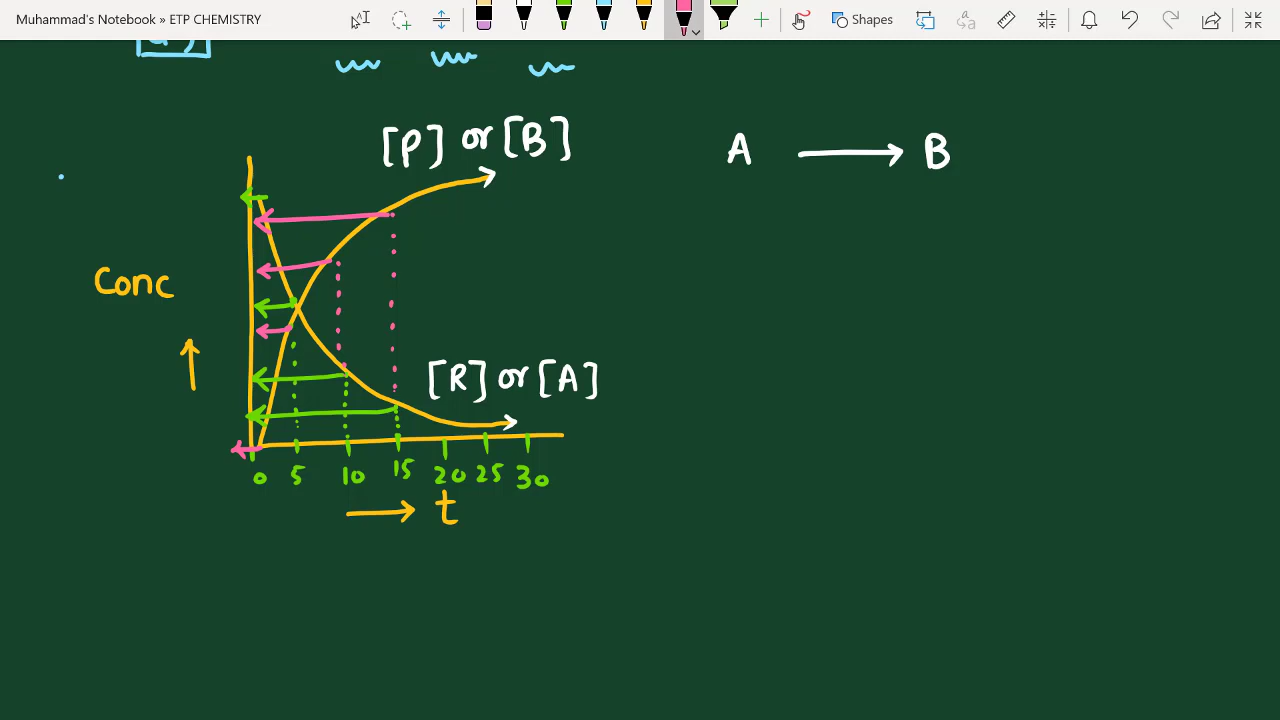 Muhammad's Notebook » ETP CHEMISTRY
Shapes
[P] or [B]
A → B
Conc
[R] or [A]
0 5 10 15 20 25 30
t